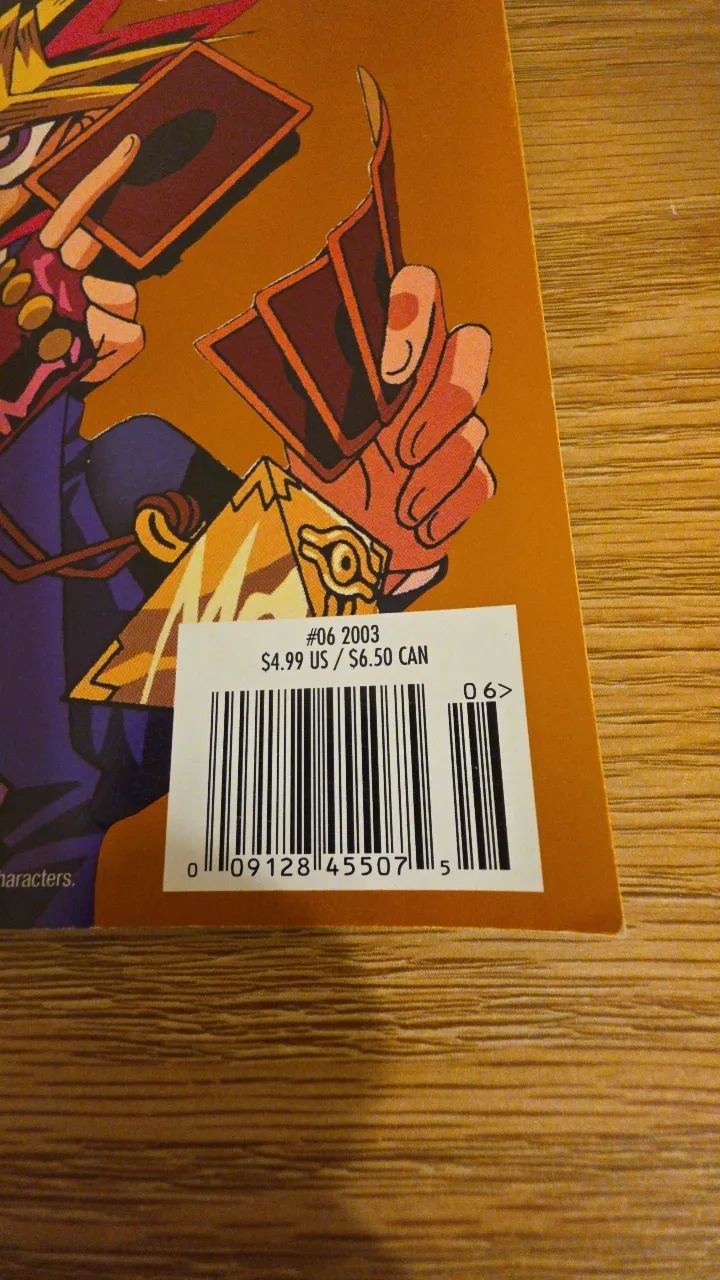 #06 2003
$4.99 US / $6.50 CAN
06>
0 09128 45507 5
haracters.